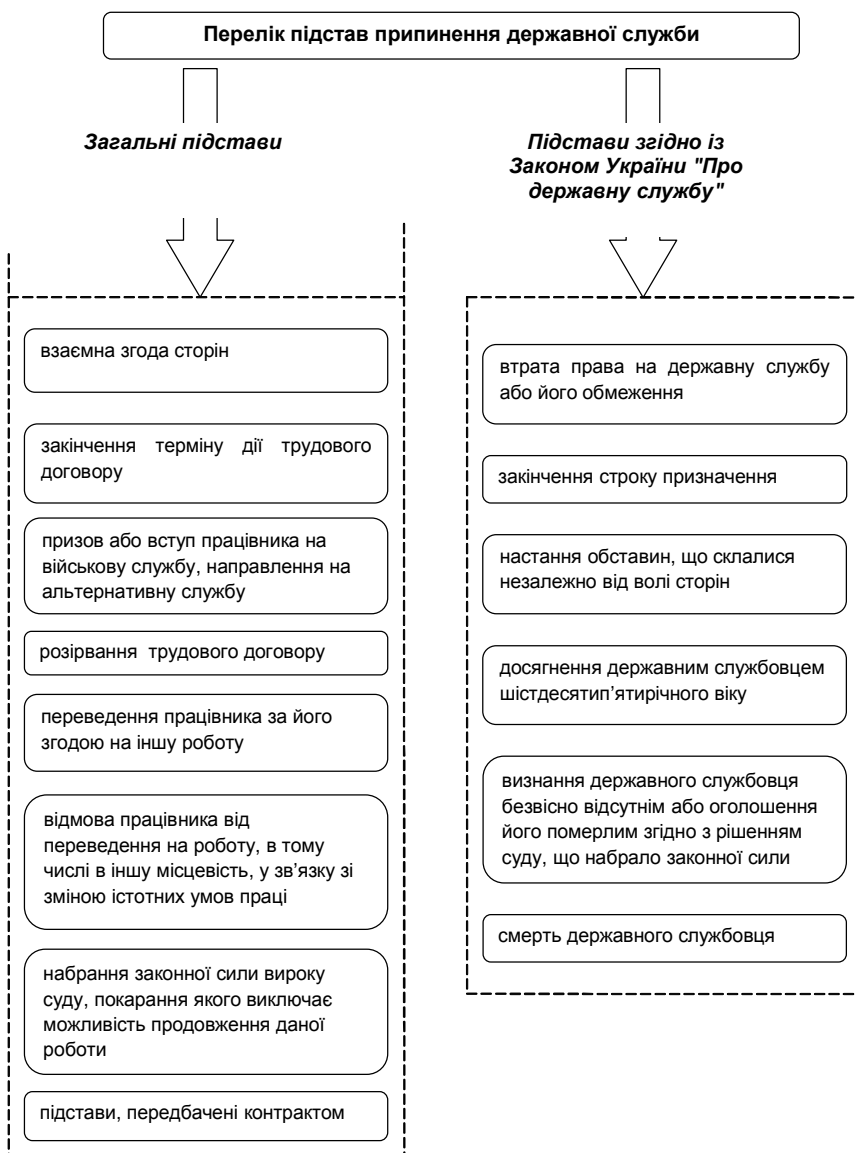 Перелік підстав припинення державної служби
Загальні підстави
взаємна згода сторін
закінчення терміну дії трудового
договору
призов або вступ працівника на
військову службу, направлення на
альтернативну службу
розірвання трудового договору
переведення працівника за його
згодою на іншу роботу
відмова працівника від
переведення на роботу, в тому
числі в іншу місцевість, у зв’язку зі
зміною істотних умов праці
набрання законної сили вироку
суду, покарання якого виключає
можливість продовження даної
роботи
підстави, передбачені контрактом
Підстави згідно із
Законом України "Про
державну службу"
втрата права на державну службу
або його обмеження
закінчення строку призначення
настання обставин, що склалися
незалежно від волі сторін
досягнення державним службовцем
шістдесятип’ятирічного віку
визнання державного службовця
безвісно відсутнім або оголошення
його померлим згідно з рішенням
суду, що набрало законної сили
смерть державного службовця